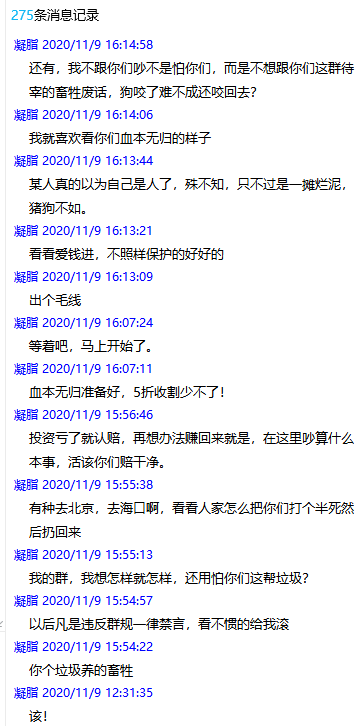 275条消息记录
凝脂 2020/11/9 16:14:58
还有，我不跟你们吵不是怕你们，而是不想跟你们这群待
宰的畜牲废话，狗咬了难不成还咬回去？
凝脂 2020/11/9 16:14:06
我就喜欢看你们血本无归的样子
凝脂 2020/11/9 16:13:44
某人真的以为自己是人了，殊不知，只不过是一摊烂泥，
猪狗不如。
凝脂 2020/11/9 16:13:21
看看爱钱进，不照样保护的好好的
凝脂 2020/11/9 16:13:09
出个毛线
凝脂 2020/11/9 16:07:24
等着吧，马上开始了。
凝脂 2020/11/9 16:07:11
血本无归准备好，5折收割少不了！
凝脂 2020/11/9 15:56:46
投资亏了就认赔，再想办法赚回来就是，在这里吵算什么
本事，活该你们赔干净。
凝脂 2020/11/9 15:55:38
有种去北京，去海口啊，看看人家怎么把你们打个半死然
后扔回来
凝脂 2020/11/9 15:55:13
我的群，我想怎样就怎样，还用怕你们这帮垃圾？
凝脂 2020/11/9 15:54:57
以后凡是违反群规一律禁言，看不惯的给我滚
凝脂 2020/11/9 15:54:22
你个垃圾养的畜牲
凝脂 2020/11/9 12:31:35
该！